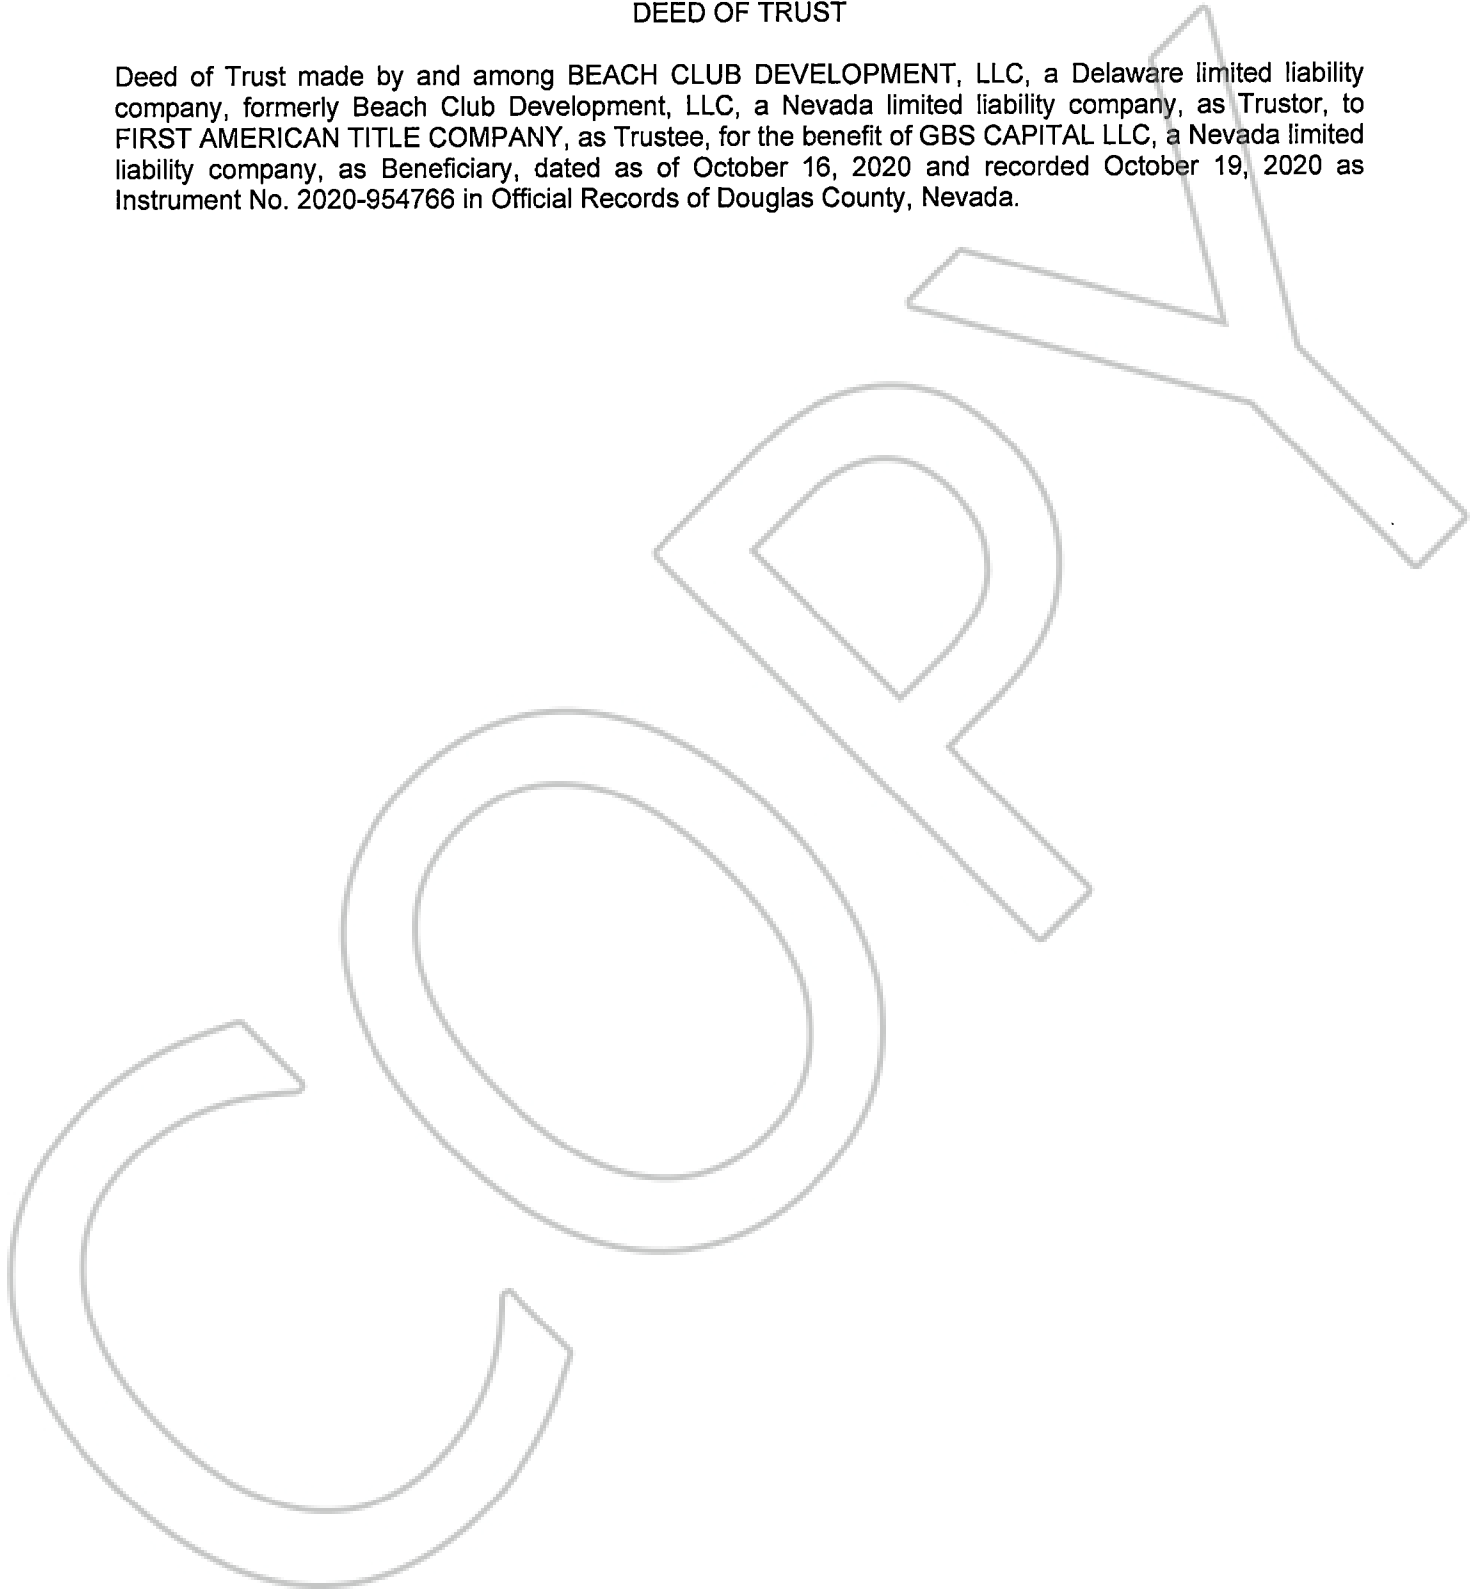 DEED OF TRUST
Deed of Trust made by and among BEACH CLUB DEVELOPMENT, LLC, a Delaware limited liability
company, formerly Beach Club Development, LLC, a Nevada limited liability company, as Trustor, to
FIRST AMERICAN TITLE COMPANY, as Trustee, for the benefit of GBS CAPITAL LLC, a Nevada limited
liability company, as Beneficiary, dated as of October 16, 2020 and recorded October 19, 2020 as
Instrument No. 2020-954766 in Official Records of Douglas County, Nevada.
COPY